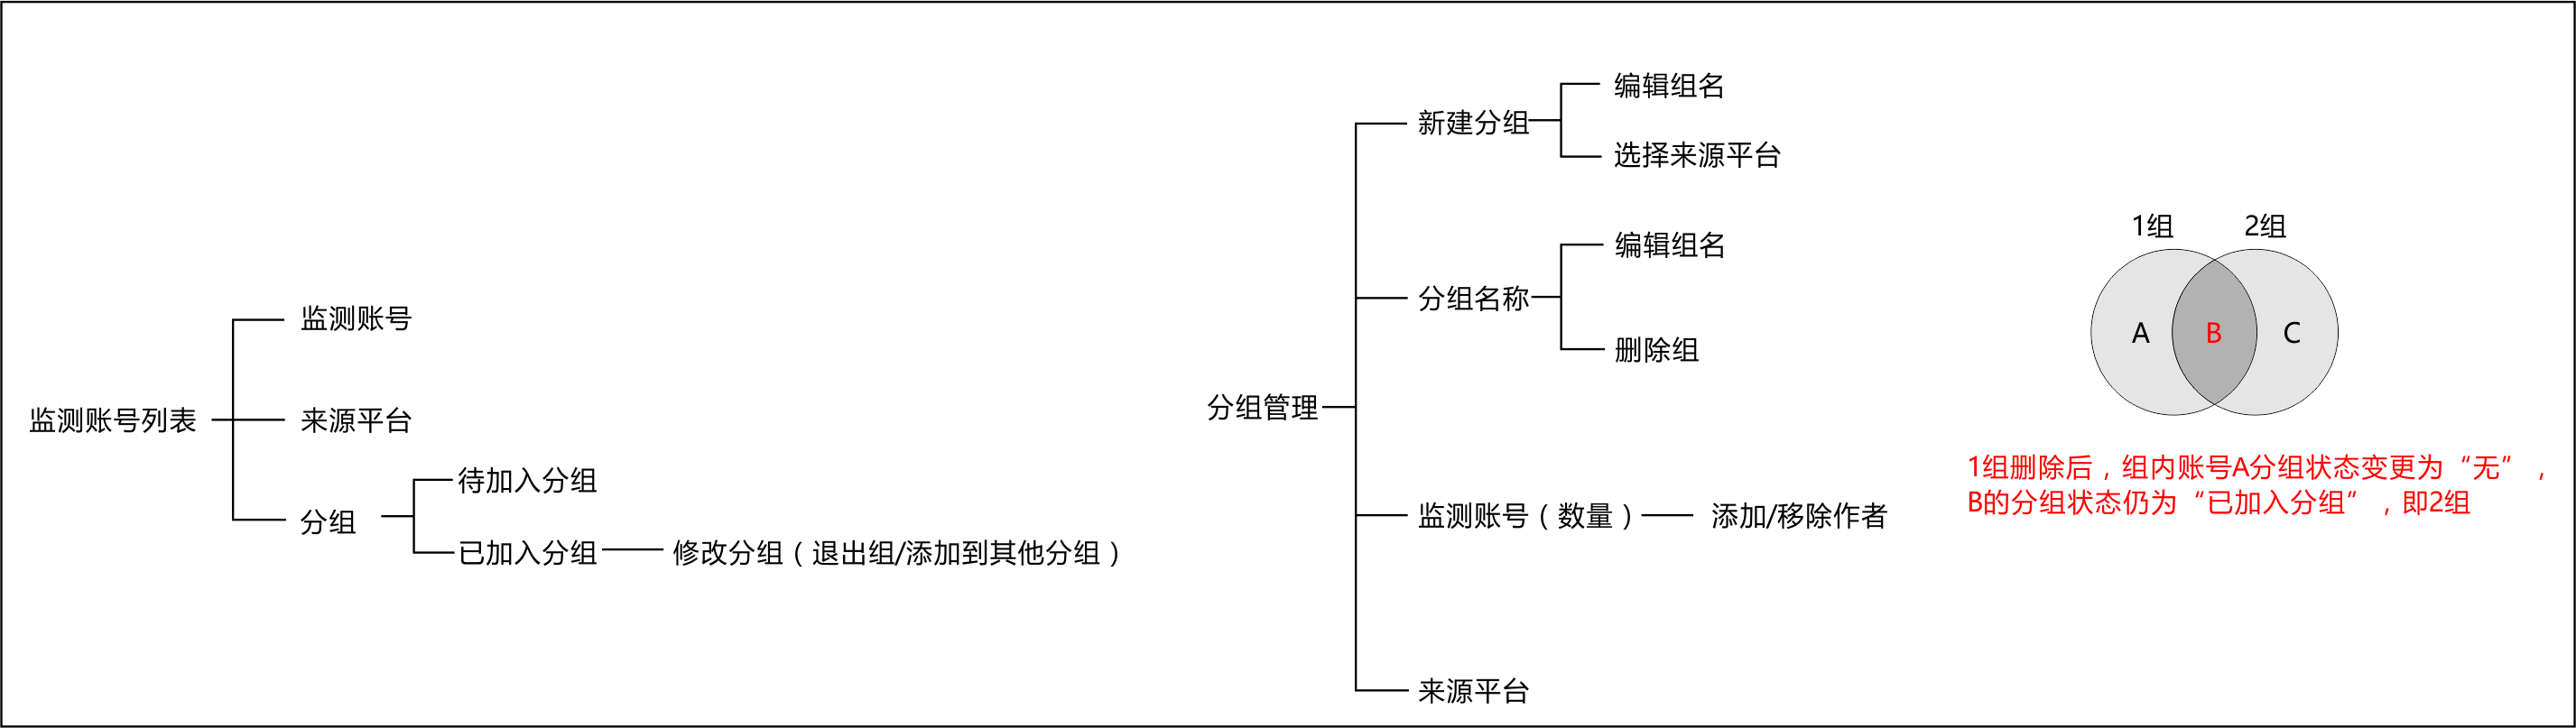 监测账号列表
监测账号
来源平台
分组
待加入分组
已加入分组
修改分组（退出组/添加到其他分组）
分组管理
新建分组
编辑组名
选择来源平台
分组名称
编辑组名
删除组
监测账号（数量）
添加/移除作者
来源平台
1组
2组
A
B
C
1组删除后，组内账号A分组状态变更为“无”，
B的分组状态仍为“已加入分组”，即2组